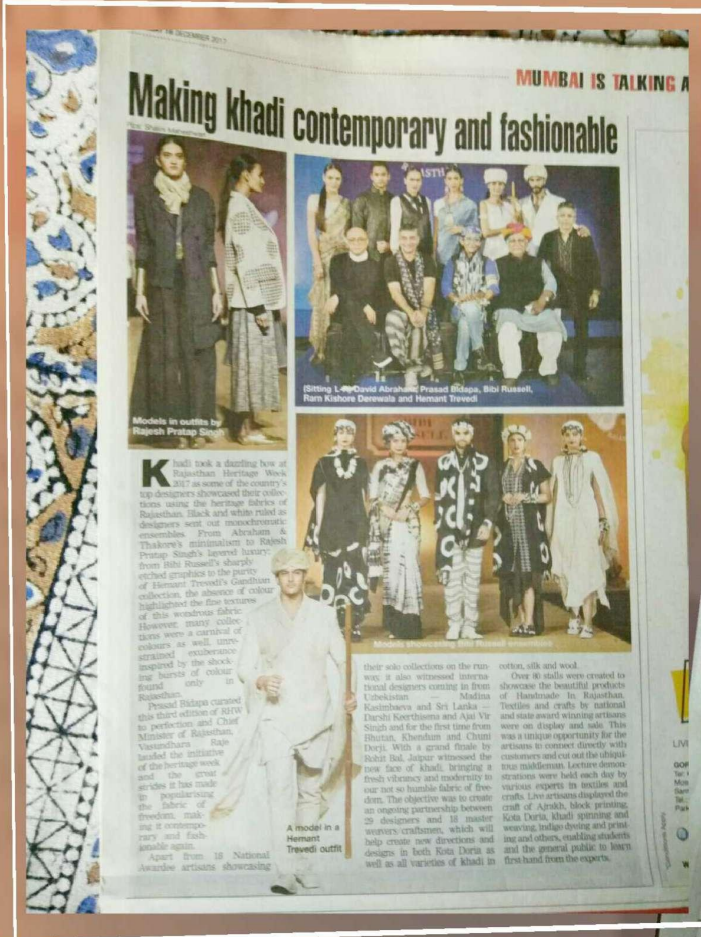 DECEMBER 2017
MUMBAI IS TALKING A
Making khadi contemporary and fashionable
Models in outfits by
Rajesh Pratap Singh
(Sitting L-R) David Abraham, Prasad Bidapa, Bibi Russell,
Ram Kishore Derewala and Hemant Trevedi
Khadi took a dazzling bow at
Rajasthan Heritage Week
2017 as some of the country's
top designers showcased their collec-
tions using the heritage fabrics of
Rajasthan. Black and white ruled as
designers sent out monochromatic
ensembles. From Abraham &
Thakore's minimalism to Rajesh
Pratap Singh's layered luxury;
from Bibi Russell's sharply
etched graphics to the purity
of Hemant Trevedi's Gandhian
collection, the absence of colour
highlighted the fine textures
of this wondrous fabric.
However, many collec-
tions were a carnival of
colours as well, unre-
strained exuberance
inspired by the shock-
ing bursts of colour
found only in
Rajasthan.
Prasad Bidapa curated
this third edition of RHW
to perfection and Chief
Minister of Rajasthan,
Vasundhara Raje
lauded the initiative
of the heritage week
and the great
strides it has made
in popularising
the fabric of
freedom, mak-
ing it contempo-
rary and fash-
ionable again.
Apart from 18 National
Awardee artisans showcasing
A model in a
Hemant
Trevedi outfit
Models showcasing
their solo collections on the run-
way, it also witnessed interna-
tional designers coming in from
Uzbekistan — Madina
Kasimbaeva and Sri Lanka —
Darshi Keerthisena and Ajai Vir
Singh and for the first time from
Bhutan, Khendum and Chuni
Dorji. With a grand finale by
Rohit Bal, Jaipur witnessed the
new face of khadi, bringing it
fresh vibrancy and modernity to
our not so humble fabric of free-
dom. The objective was to create
an ongoing partnership between
29 designers and 18 master
weavers/craftsmen, which will
help create new directions and
designs in both Kota Doria as
well as all varieties of khadi in
cotton, silk and wool.
Over 80 stalls were created to
showcase the beautiful products
of Handmade In Rajasthan.
Textiles and crafts by national
and state award winning artisans
were on display and sale. This
was a unique opportunity for the
artisans to connect directly with
customers and cut out the ubiqui-
tous middleman. Lecture demon-
strations were held each day by
various experts in textiles and
crafts. Live artisans displayed the
craft of Ajrakh, block printing,
Kota Doria, khadi spinning and
weaving, indigo dyeing and print-
ing and others, enabling students
and the general public to learn
first-hand from the experts.
LIVI